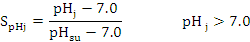 S_pHj = (pH_j − 7.0) / (pH_su − 7.0)     pH_j > 7.0